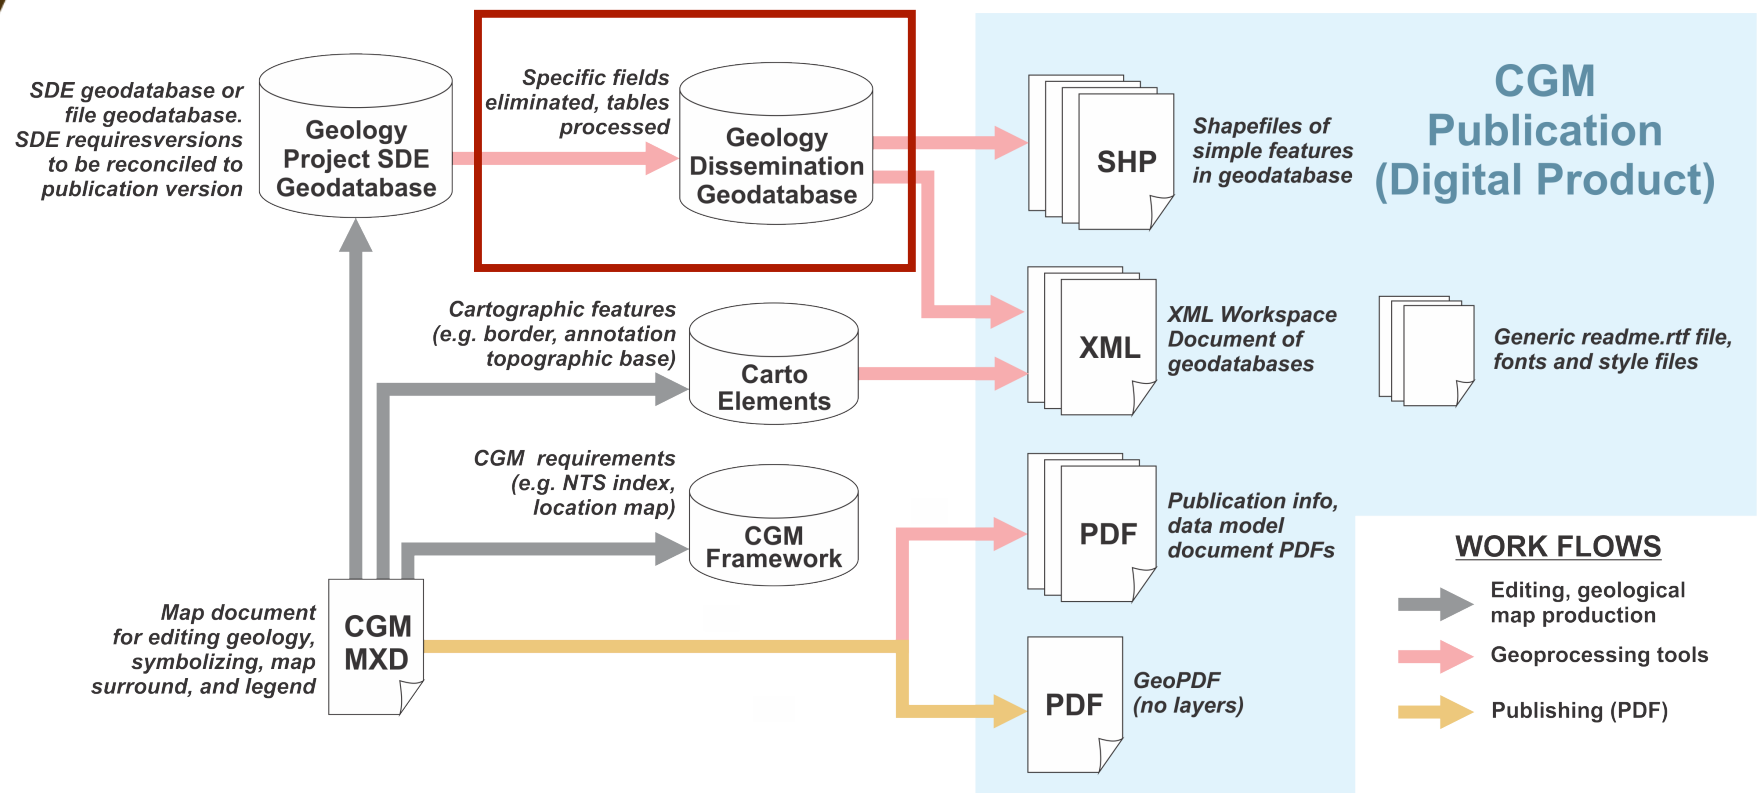 SDE geodatabase or
file geodatabase.
SDE requiresversions
to be reconciled to
publication version
Geology
Project SDE
Geodatabase
Specific fields
eliminated, tables
processed
Geology
Dissemination
Geodatabase
SHP
Shapefiles of
simple features
in geodatabase
CGM
Publication
(Digital Product)
Cartographic features
(e.g. border, annotation
topographic base)
Carto
Elements
XML
XML Workspace
Document of
geodatabases
Generic readme.rtf file,
fonts and style files
CGM requirements
(e.g. NTS index,
location map)
CGM
Framework
PDF
Publication info,
data model
document PDFs
Map document
for editing geology,
symbolizing, map
surround, and legend
CGM
MXD
PDF
GeoPDF
(no layers)
WORK FLOWS
Editing, geological
map production
Geoprocessing tools
Publishing (PDF)